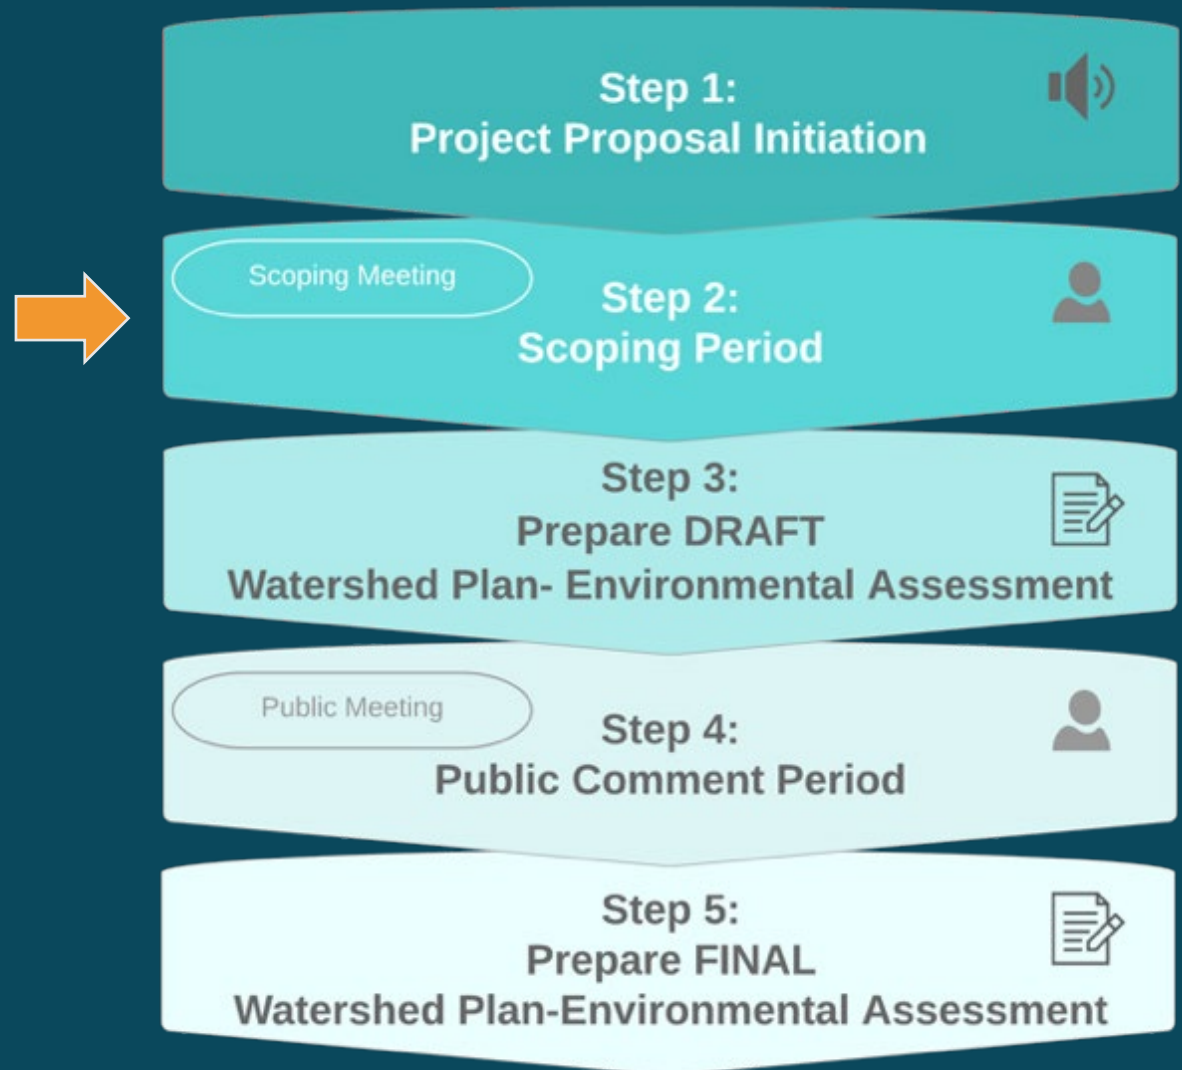 Step 1:
Project Proposal Initiation
Scoping Meeting
Step 2:
Scoping Period
Step 3:
Prepare DRAFT
Watershed Plan- Environmental Assessment
Public Meeting
Step 4:
Public Comment Period
Step 5:
Prepare FINAL
Watershed Plan-Environmental Assessment